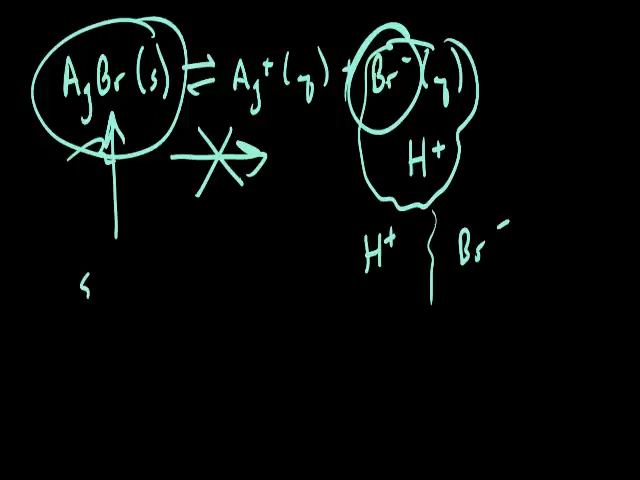 AgBr(s) ⇌ Ag⁺(aq) + Br⁻(aq)
H⁺
H⁺ Br⁻
s